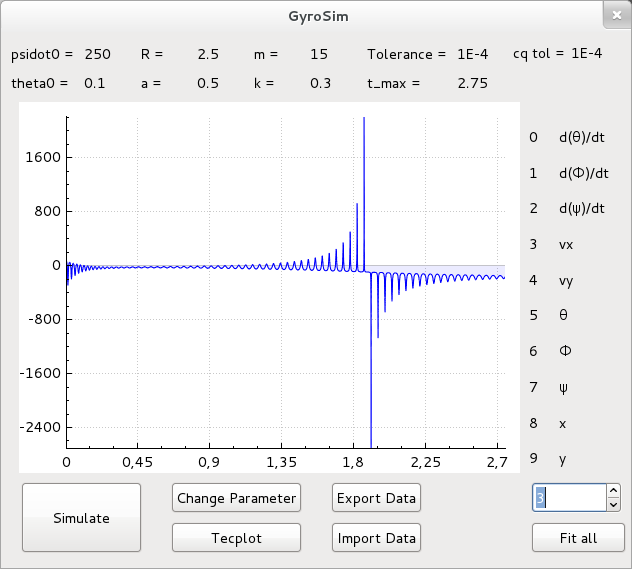 GyroSim
psidot0 = 250 R = 2.5 m = 15 Tolerance = 1E-4 cq tol = 1E-4
theta0 = 0.1 a = 0.5 k = 0.3 t_max = 2.75
1600
800
0
-800
-1600
-2400
0 0,45 0,9 1,35 1,8 2,25 2,7
0 d(θ)/dt
1 d(Φ)/dt
2 d(ψ)/dt
3 vx
4 vy
5 θ
6 Φ
7 ψ
8 x
9 y
Simulate
Change Parameter
Export Data
3
Tecplot
Import Data
Fit all